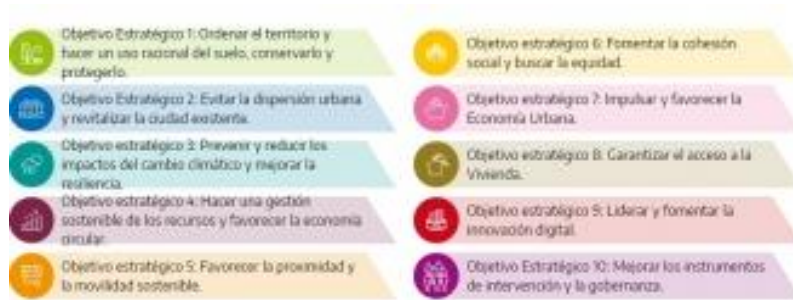 Objetivo Estratégico 1: Ordenar el territorio y
hacer un uso racional del suelo, conservarlo y
protegerlo.
Objetivo Estratégico 2: Evitar la dispersión urbana
y revitalizar la ciudad existente.
Objetivo estratégico 3: Prevenir y reducir los
impactos del cambio climático y mejorar la
resiliencia.
Objetivo estratégico 4: Hacer una gestión
sostenible de los recursos y favorecer la economía
circular.
Objetivo estratégico 5: Favorecer la proximidad y
la movilidad sostenible.
Objetivo estratégico 6: Fomentar la cohesión
social y buscar la equidad.
Objetivo estratégico 7: Impulsar y favorecer la
Economía Urbana.
Objetivo estratégico 8: Garantizar el acceso a la
Vivienda.
Objetivo estratégico 9: Liderar y fomentar la
innovación digital.
Objetivo Estratégico 10: Mejorar los instrumentos
de intervención y la gobernanza.